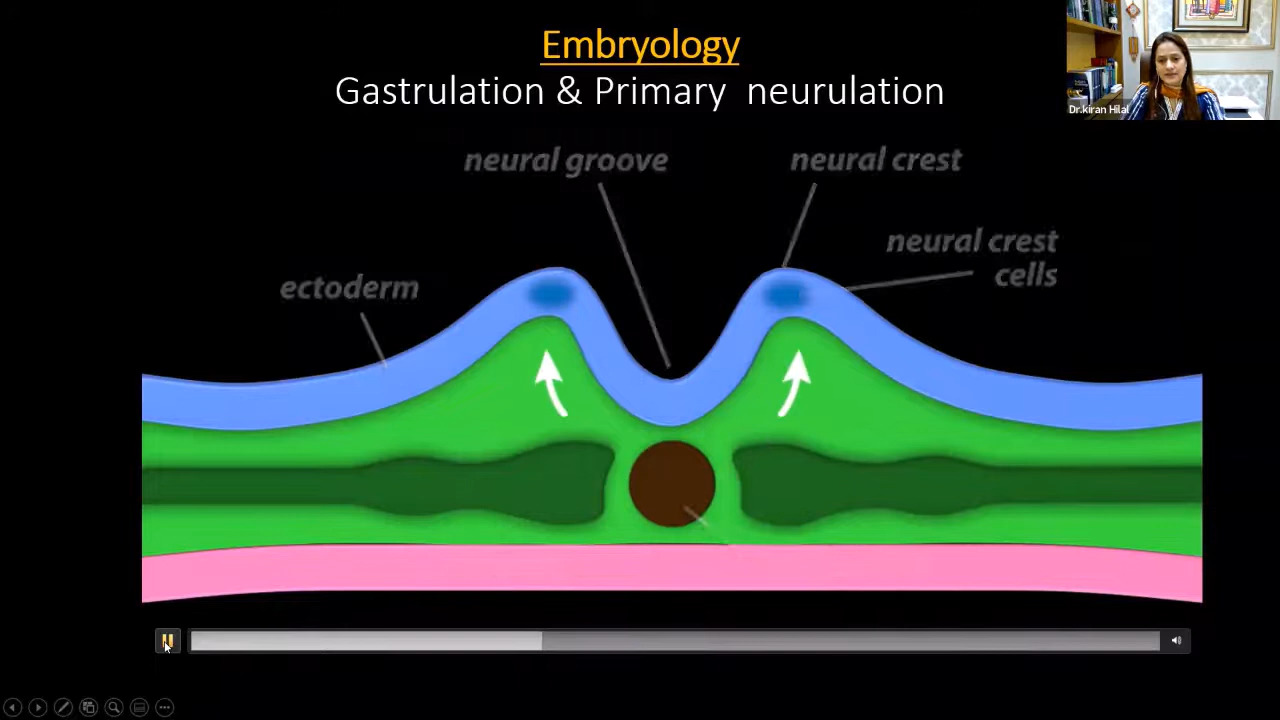 Embryology
Gastrulation & Primary neurulation
Dr.kiran Hilal
neural groove
neural crest
neural crest
cells
ectoderm